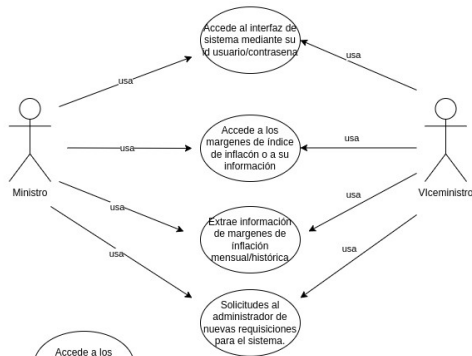 Accede al interfaz de
sistema mediante su
id usuario/contrasena
usa
usa
Accede a los
margenes de índice
de inflacón o a su
información
usa
usa
Ministro
VIceministro
Extrae información
de margenes de
ínflación
mensual/histórica.
usa
usa
usa
usa
Solicitudes al
administrador de
nuevas requisiciones
para el sistema.
Accede a los